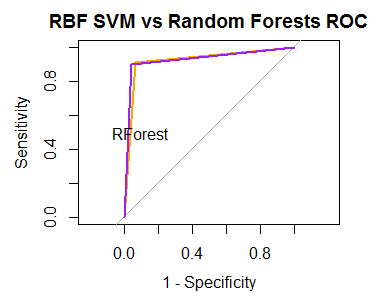 RBF SVM vs Random Forests ROC
Sensitivity
0.8
0.4
0.0
RForest
0.0 0.4 0.8
1 - Specificity